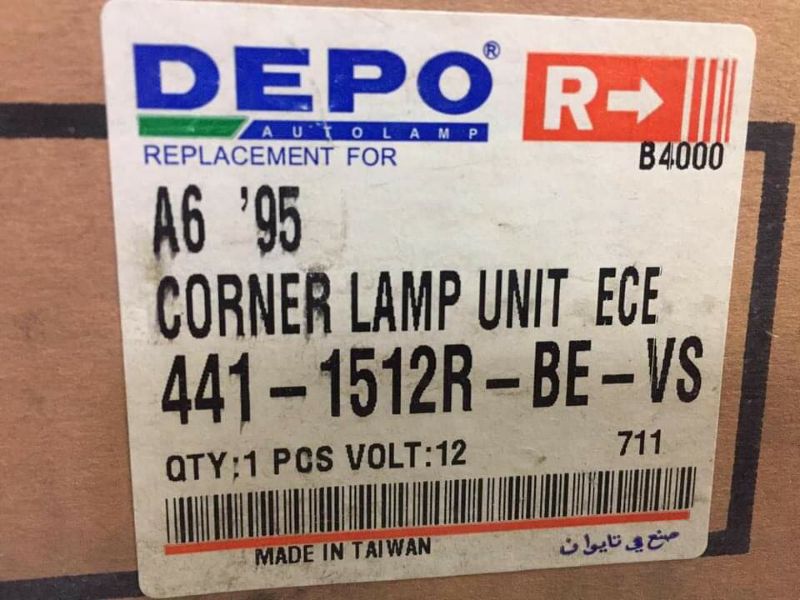 DEPO®
AUTOLAMP
R→
REPLACEMENT FOR
B4000
A6 '95
CORNER LAMP UNIT ECE
441-1512R-BE-VS
QTY:1 PCS VOLT:12 711
MADE IN TAIWAN صنع في تايوان